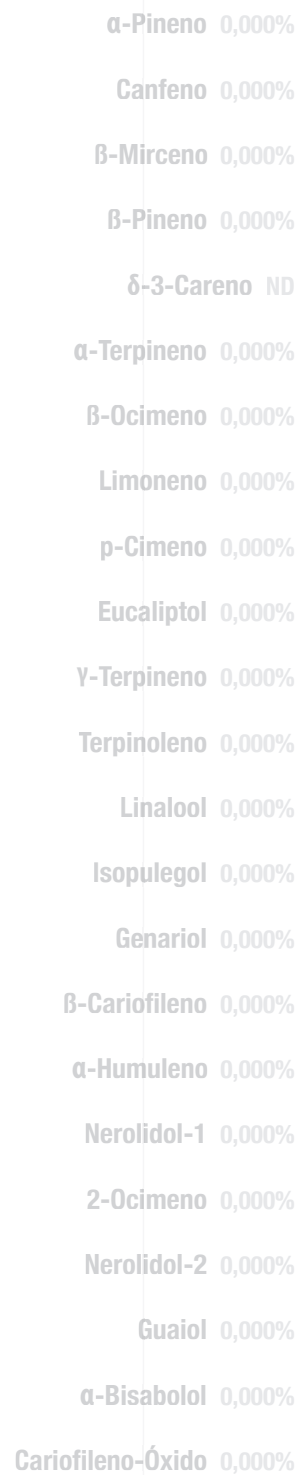 α-Pineno 0,000%
Canfeno 0,000%
ß-Mirceno 0,000%
ß-Pineno 0,000%
δ-3-Careno ND
α-Terpineno 0,000%
ß-Ocimeno 0,000%
Limoneno 0,000%
p-Cimeno 0,000%
Eucaliptol 0,000%
γ-Terpineno 0,000%
Terpinoleno 0,000%
Linalool 0,000%
Isopulegol 0,000%
Genariol 0,000%
ß-Cariofileno 0,000%
α-Humuleno 0,000%
Nerolidol-1 0,000%
2-Ocimeno 0,000%
Nerolidol-2 0,000%
Guaiol 0,000%
α-Bisabolol 0,000%
Cariofileno-Óxido 0,000%